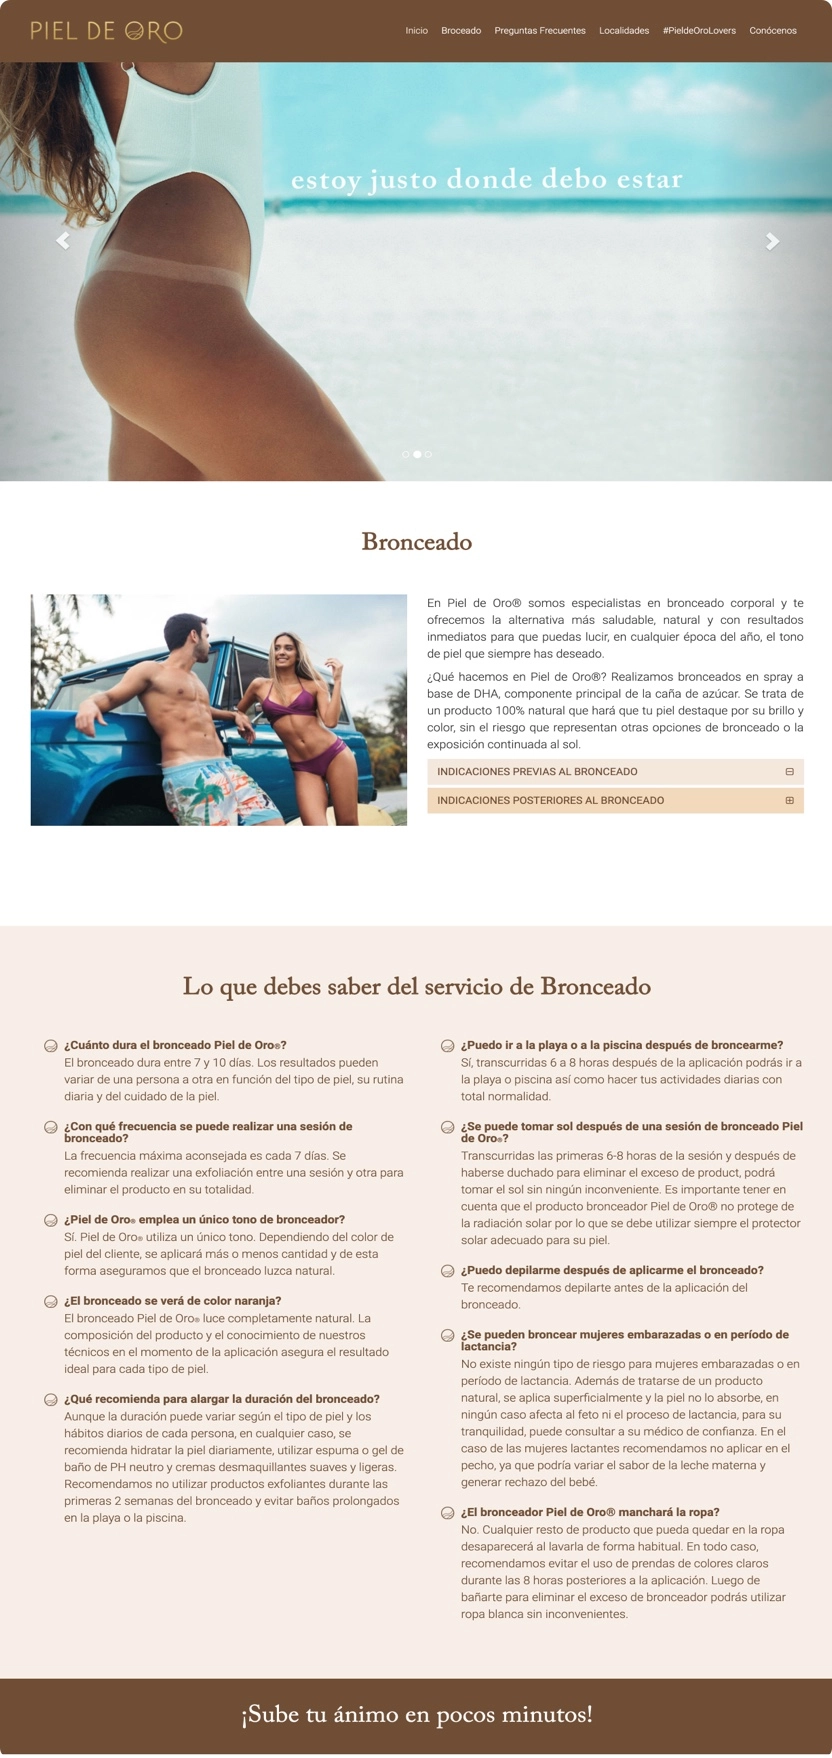 PIEL DE ORO
Inicio
Broceado
Preguntas Frecuentes
Localidades
#PieldeOroLovers
Conócenos
estoy justo donde debo estar
Bronceado
En Piel de Oro® somos especialistas en bronceado corporal y te
ofrecemos la alternativa más saludable, natural y con resultados
inmediatos para que puedas lucir, en cualquier época del año, el tono
de piel que siempre has deseado.
¿Qué hacemos en Piel de Oro®? Realizamos bronceados en spray a
base de DHA, componente principal de la caña de azúcar. Se trata de
un producto 100% natural que hará que tu piel destaque por su brillo y
color, sin el riesgo que representan otras opciones de bronceado o la
exposición continuada al sol.
INDICACIONES PREVIAS AL BRONCEADO
INDICACIONES POSTERIORES AL BRONCEADO
Lo que debes saber del servicio de Bronceado
¿Cuánto dura el bronceado Piel de Oro®?
El bronceado dura entre 7 y 10 días. Los resultados pueden
variar de una persona a otra en función del tipo de piel, su rutina
diaria y del cuidado de la piel.
¿Con qué frecuencia se puede realizar una sesión de
bronceado?
La frecuencia máxima aconsejada es cada 7 días. Se
recomienda realizar una exfoliación entre una sesión y otra para
eliminar el producto en su totalidad.
¿Piel de Oro® emplea un único tono de bronceador?
Sí. Piel de Oro® utiliza un único tono. Dependiendo del color de
piel del cliente, se aplicará más o menos cantidad y de esta
forma aseguramos que el bronceado luzca natural.
¿El bronceado se verá de color naranja?
El bronceado Piel de Oro® luce completamente natural. La
composición del producto y el conocimiento de nuestros
técnicos en el momento de la aplicación asegura el resultado
ideal para cada tipo de piel.
¿Qué recomienda para alargar la duración del bronceado?
Aunque la duración puede variar según el tipo de piel y los
hábitos diarios de cada persona, en cualquier caso, se
recomienda hidratar la piel diariamente, utilizar espuma o gel de
baño de PH neutro y cremas desmaquillantes suaves y ligeras.
Recomendamos no utilizar productos exfoliantes durante las
primeras 2 semanas del bronceado y evitar baños prolongados
en la playa o la piscina.
¿Puedo ir a la playa o a la piscina después de broncearme?
Sí, transcurridas 6 a 8 horas después de la aplicación podrás ir a
la playa o piscina así como hacer tus actividades diarias con
total normalidad.
¿Se puede tomar sol después de una sesión de bronceado Piel
de Oro®?
Transcurridas las primeras 6-8 horas de la sesión y después de
haberse duchado para eliminar el exceso de product, podrá
tomar el sol sin ningún inconveniente. Es importante tener en
cuenta que el producto bronceador Piel de Oro® no protege de
la radiación solar por lo que se debe utilizar siempre el protector
solar adecuado para su piel.
¿Puedo depilarme después de aplicarme el bronceado?
Te recomendamos depilarte antes de la aplicación del
bronceado.
¿Se pueden broncear mujeres embarazadas o en período de
lactancia?
No existe ningún tipo de riesgo para mujeres embarazadas o en
período de lactancia. Además de tratarse de un producto
natural, se aplica superficialmente y la piel no lo absorbe, en
ningún caso afecta al feto ni el proceso de lactancia, para su
tranquilidad, puede consultar a su médico de confianza. En el
caso de las mujeres lactantes recomendamos no aplicar en el
pecho, ya que podría variar el sabor de la leche materna y
generar rechazo del bebé.
¿El bronceador Piel de Oro® manchará la ropa?
No. Cualquier resto de producto que pueda quedar en la ropa
desaparecerá al lavarla de forma habitual. En todo caso,
recomendamos evitar el uso de prendas de colores claros
durante las 8 horas posteriores a la aplicación. Luego de
bañarte para eliminar el exceso de bronceador podrás utilizar
ropa blanca sin inconvenientes.
¡Sube tu ánimo en pocos minutos!